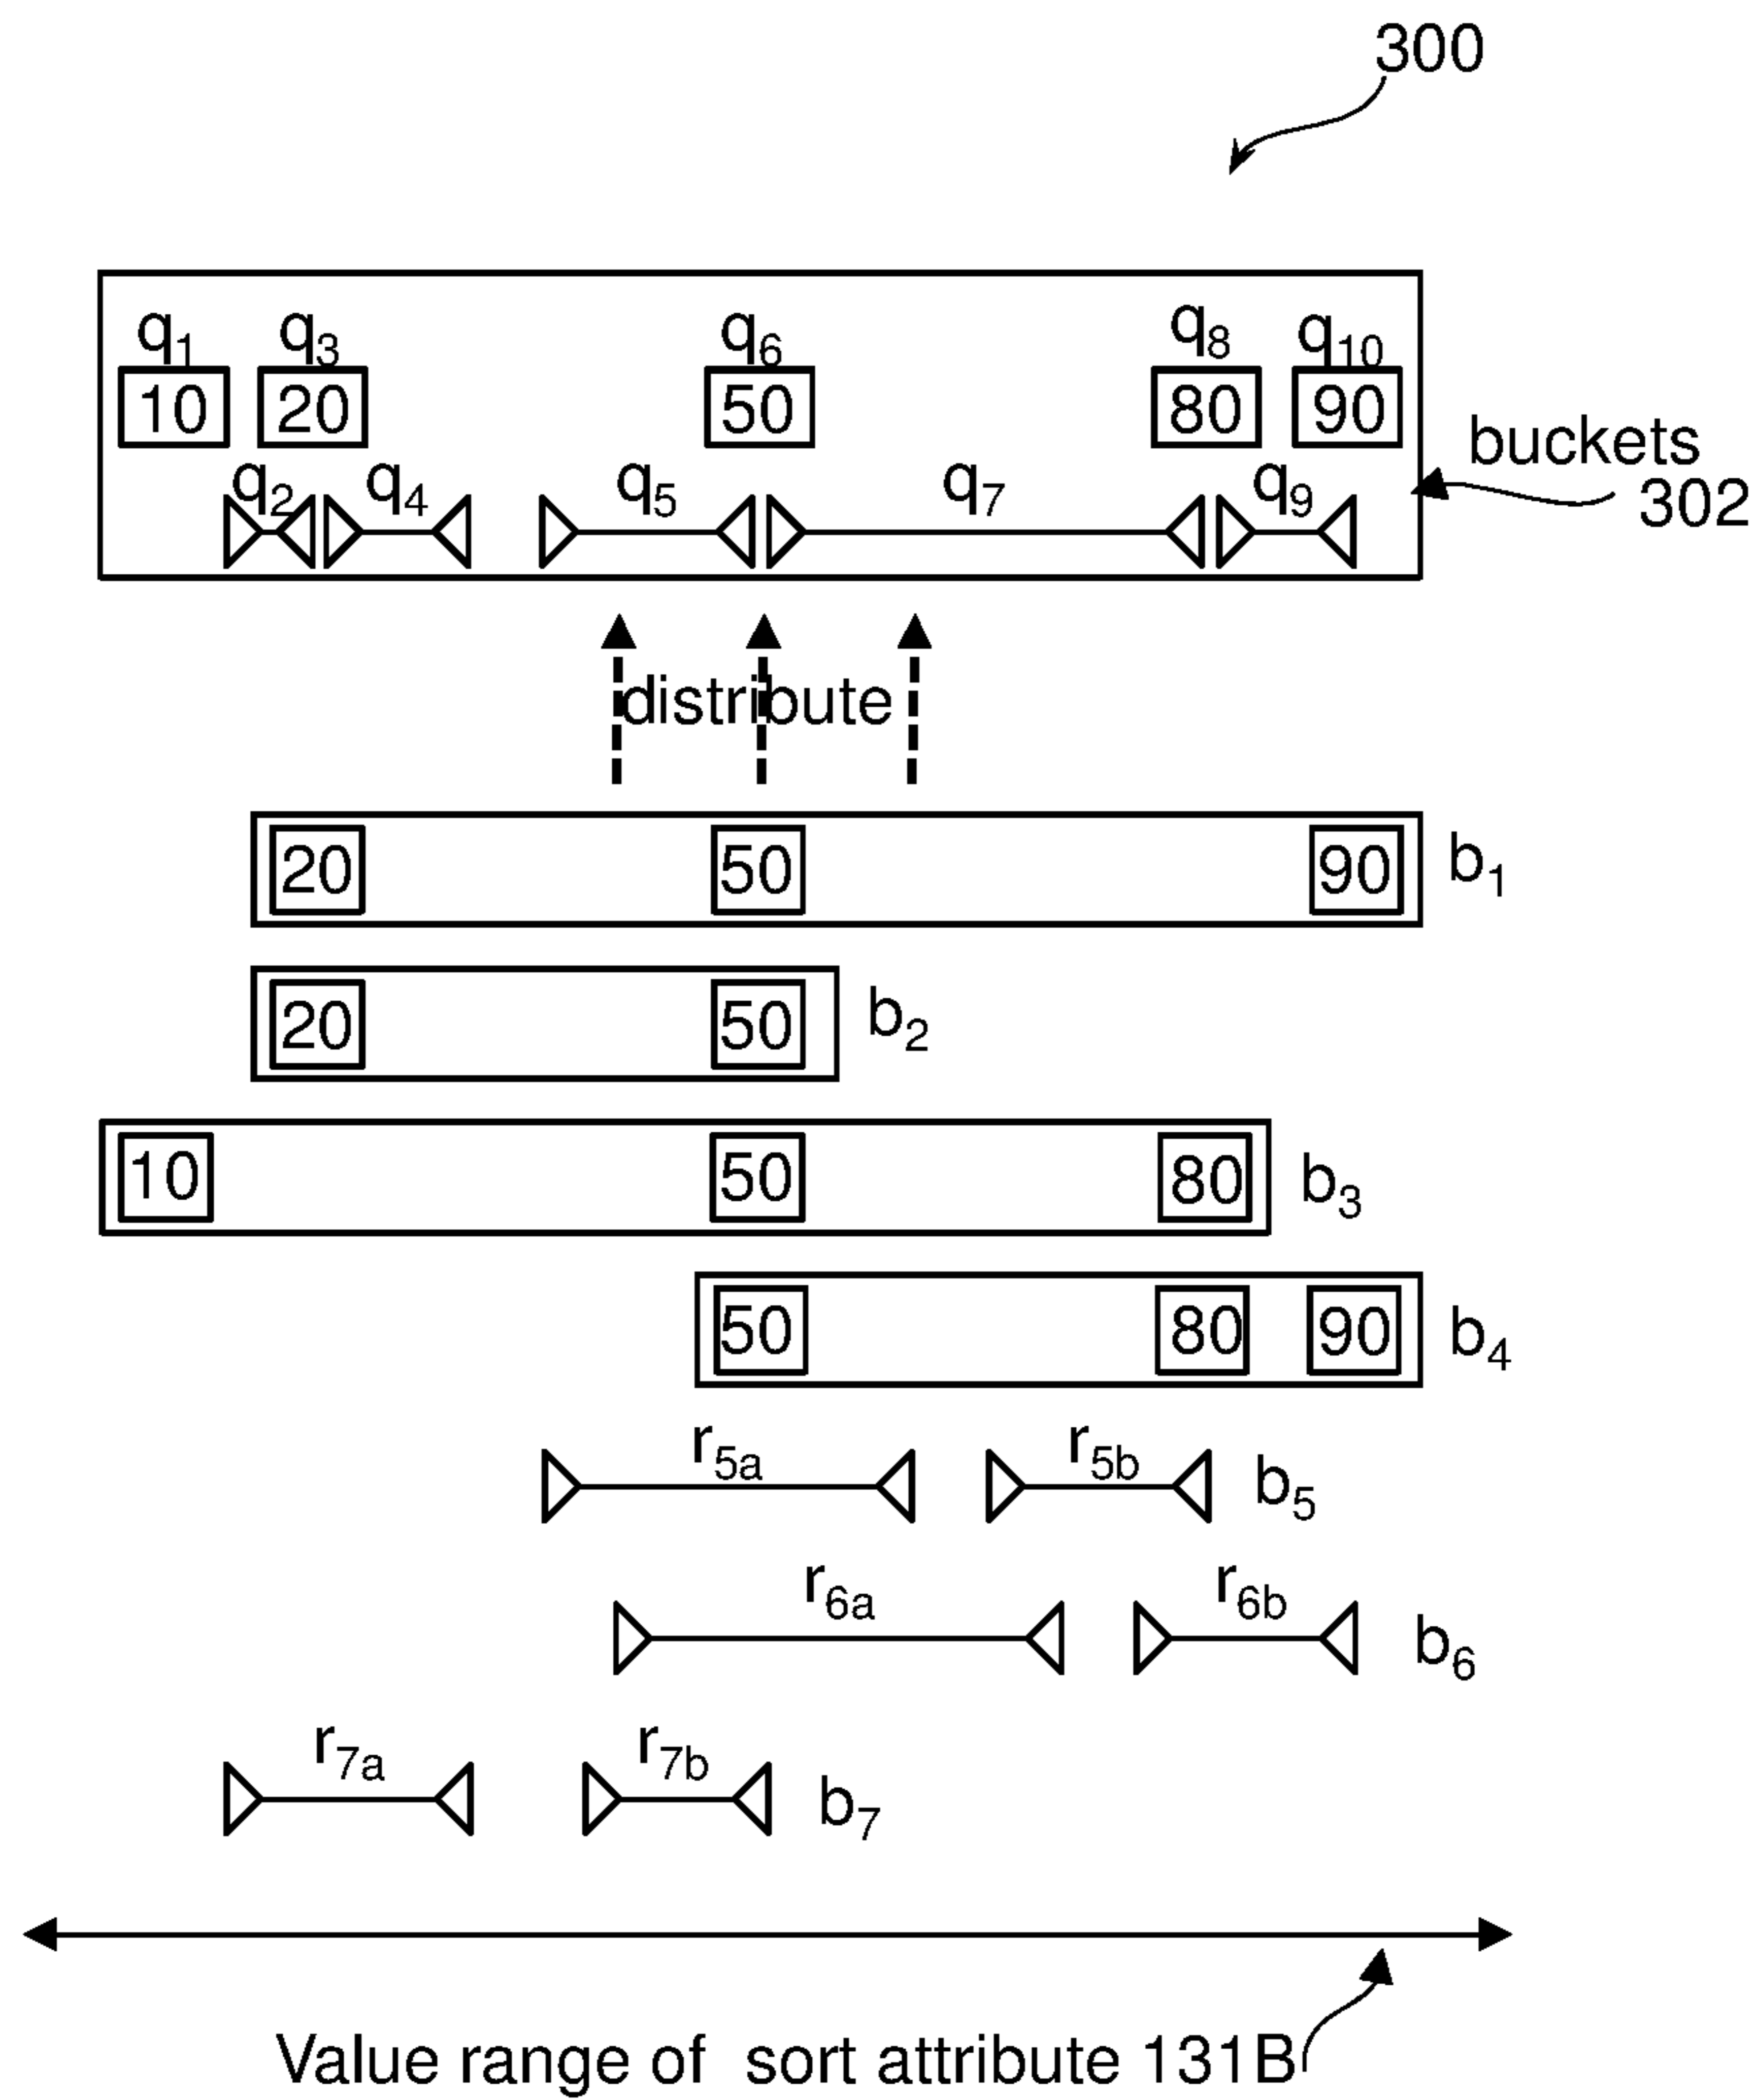 300
q1 q3 q6 q8 q10
10 20 50 80 90
q2 q4 q5 q7 q9
buckets
302
distribute
20 50 90 b1
20 50 b2
10 50 80 b3
50 80 90 b4
r5a r5b b5
r6a r6b b6
r7a r7b b7
Value range of sort attribute 131B